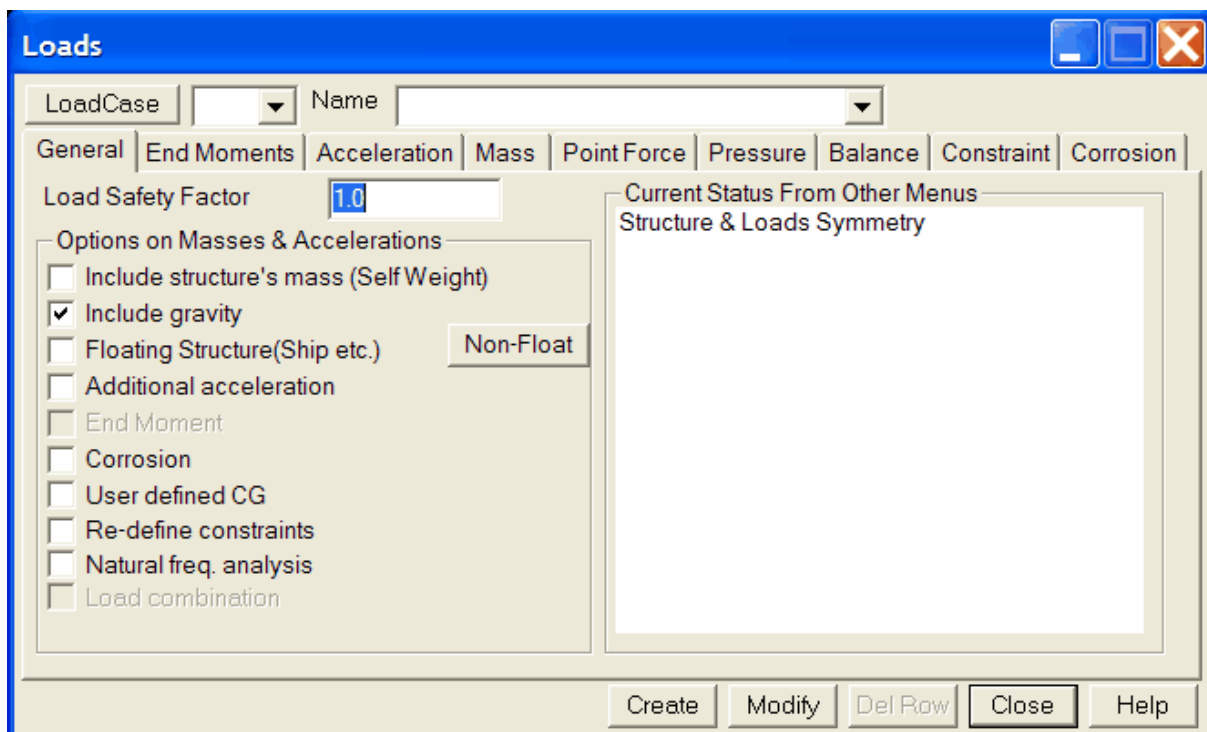 Loads
LoadCase Name
General End Moments Acceleration Mass Point Force Pressure Balance Constraint Corrosion
Load Safety Factor 1.0
Options on Masses & Accelerations
Include structure's mass (Self Weight)
Include gravity
Floating Structure(Ship etc.) Non-Float
Additional acceleration
End Moment
Corrosion
User defined CG
Re-define constraints
Natural freq. analysis
Load combination
Current Status From Other Menus
Structure & Loads Symmetry
Create Modify Del Row Close Help